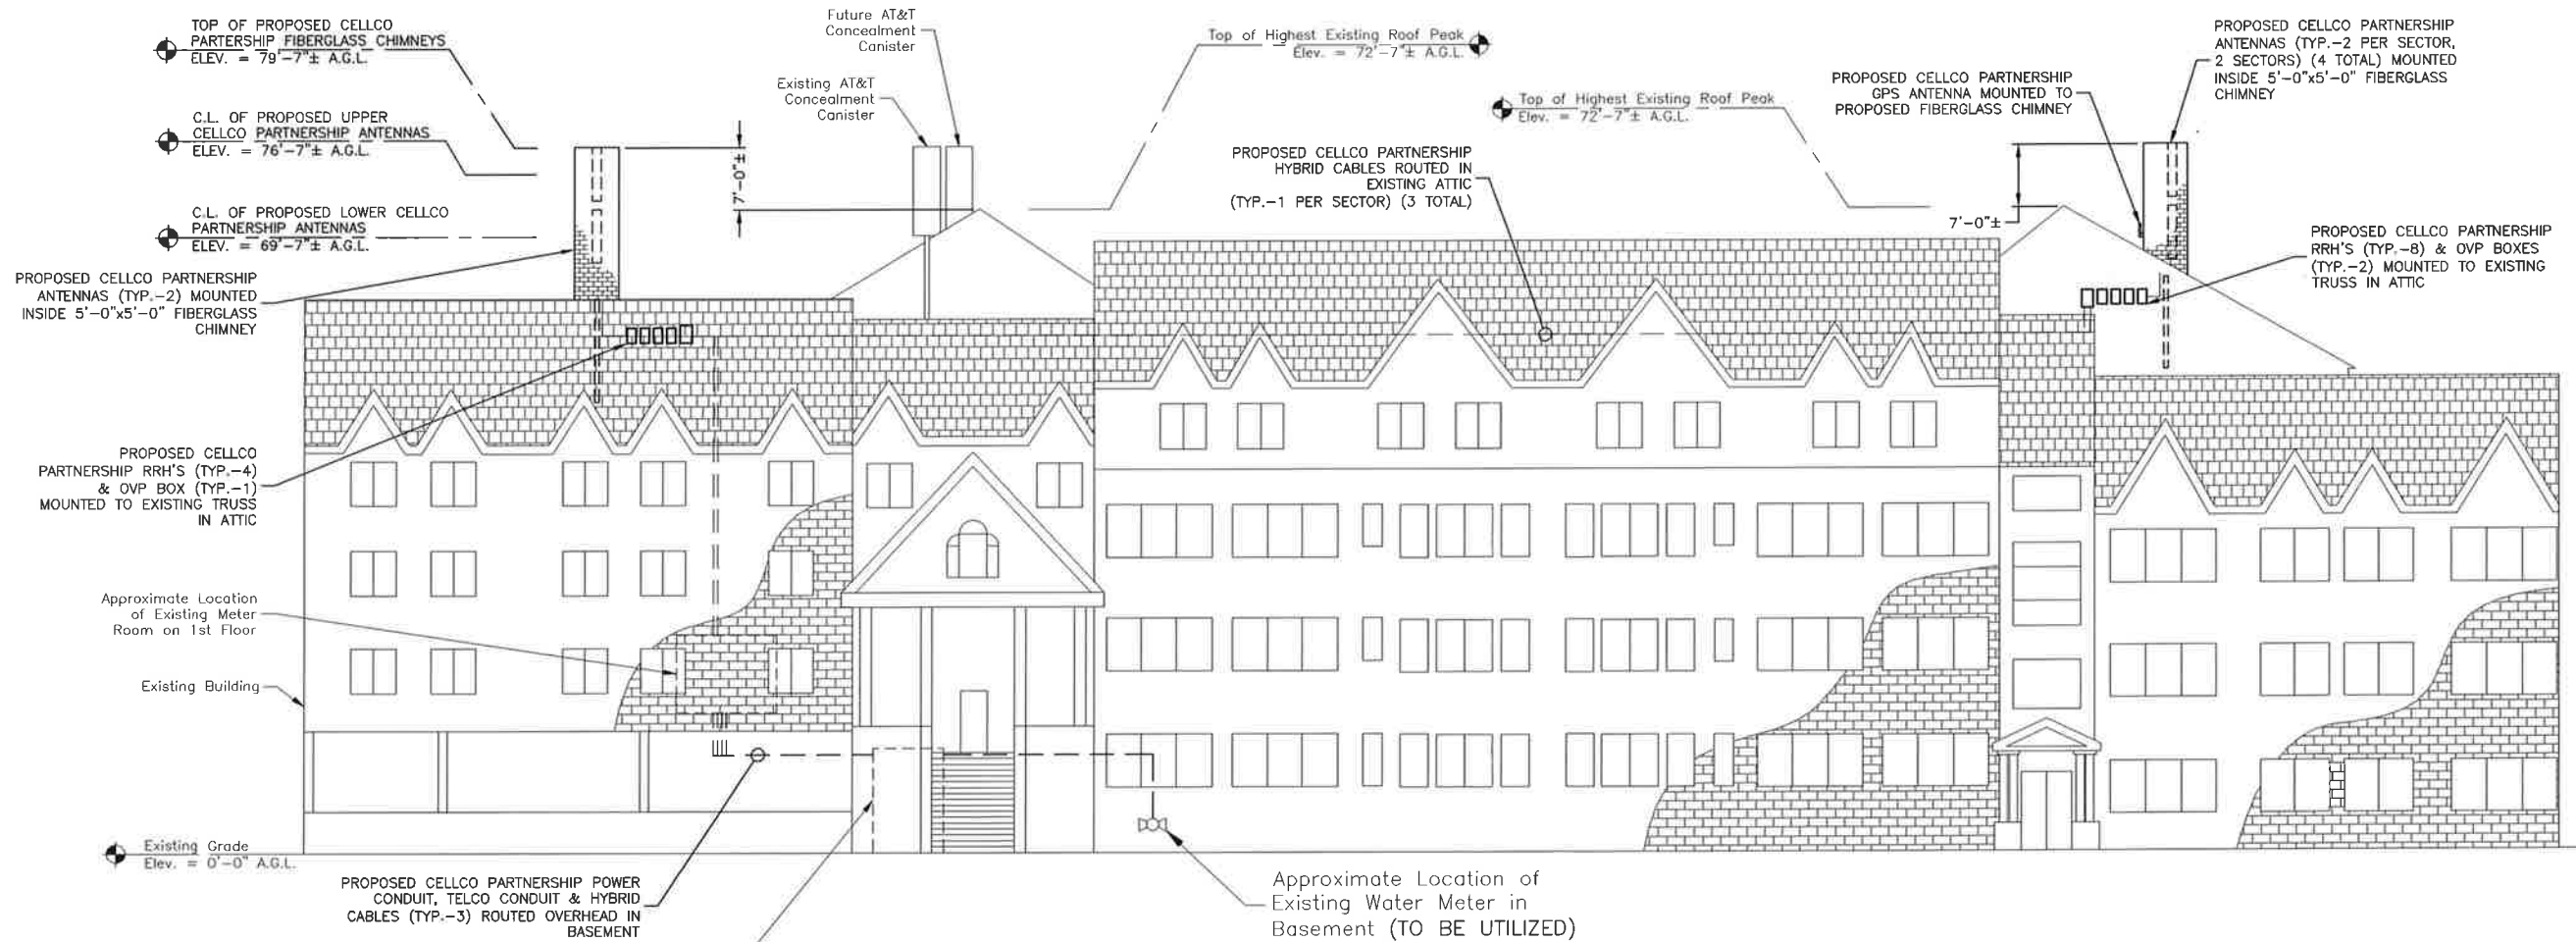 TOP OF PROPOSED CELLCO
PARTERSHIP FIBERGLASS CHIMNEYS
ELEV. = 79'-7"± A.G.L.
C.L. OF PROPOSED UPPER
CELLCO PARTNERSHIP ANTENNAS
ELEV. = 76'-7"± A.G.L.
C.L. OF PROPOSED LOWER CELLCO
PARTNERSHIP ANTENNAS
ELEV. = 69'-7"± A.G.L.
PROPOSED CELLCO PARTNERSHIP
ANTENNAS (TYP.-2) MOUNTED
INSIDE 5'-0"x5'-0" FIBERGLASS
CHIMNEY
PROPOSED CELLCO
PARTNERSHIP RRH'S (TYP.-4)
& OVP BOX (TYP.-1)
MOUNTED TO EXISTING TRUSS
IN ATTIC
Approximate Location
of Existing Meter
Room on 1st Floor
Existing Building
Existing Grade
Elev. = 0'-0" A.G.L.
PROPOSED CELLCO PARTNERSHIP POWER
CONDUIT, TELCO CONDUIT & HYBRID
CABLES (TYP.-3) ROUTED OVERHEAD IN
BASEMENT
7'-0"±
Future AT&T
Concealment
Canister
Existing AT&T
Concealment
Canister
Top of Highest Existing Roof Peak
Elev. = 72'-7"± A.G.L.
PROPOSED CELLCO PARTNERSHIP
HYBRID CABLES ROUTED IN
EXISTING ATTIC
(TYP.-1 PER SECTOR) (3 TOTAL)
Top of Highest Existing Roof Peak
Elev. = 72'-7"± A.G.L.
PROPOSED CELLCO PARTNERSHIP
GPS ANTENNA MOUNTED TO
PROPOSED FIBERGLASS CHIMNEY
7'-0"±
PROPOSED CELLCO PARTNERSHIP
ANTENNAS (TYP.-2 PER SECTOR,
2 SECTORS) (4 TOTAL) MOUNTED
INSIDE 5'-0"x5'-0" FIBERGLASS
CHIMNEY
PROPOSED CELLCO PARTNERSHIP
RRH'S (TYP.-8) & OVP BOXES
(TYP.-2) MOUNTED TO EXISTING
TRUSS IN ATTIC
Approximate Location of
Existing Water Meter in
Basement (TO BE UTILIZED)